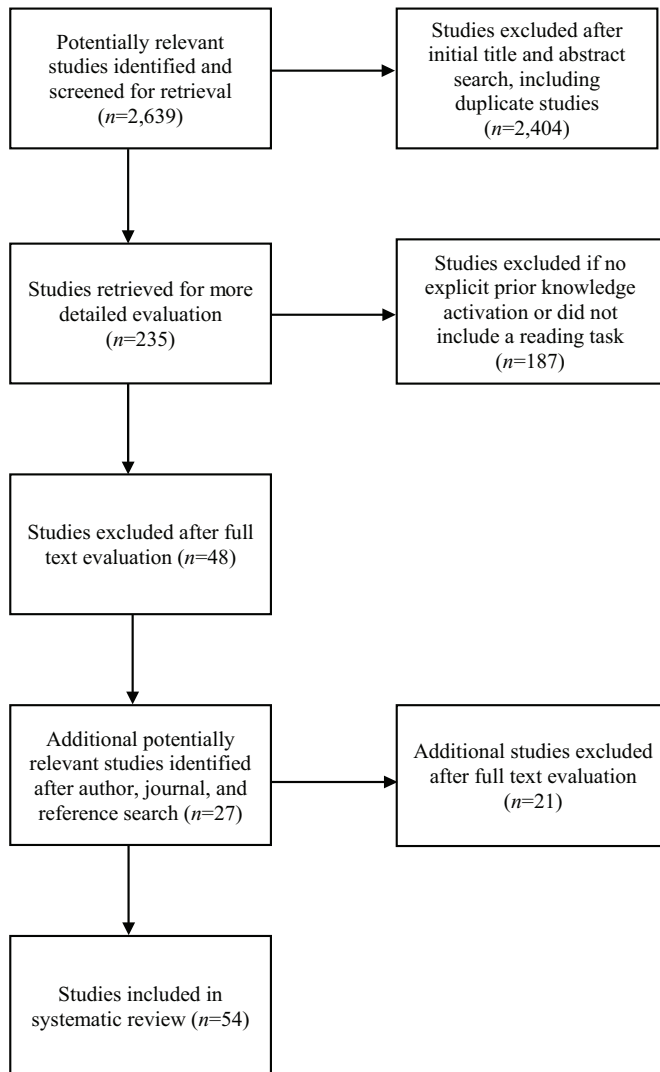 Potentially relevant
studies identified and
screened for retrieval
(n=2,639)
Studies excluded after
initial title and abstract
search, including
duplicate studies
(n=2,404)
Studies retrieved for more
detailed evaluation
(n=235)
Studies excluded if no
explicit prior knowledge
activation or did not
include a reading task
(n=187)
Studies excluded after full
text evaluation (n=48)
Additional potentially
relevant studies identified
after author, journal, and
reference search (n=27)
Additional studies excluded
after full text evaluation
(n=21)
Studies included in
systematic review (n=54)